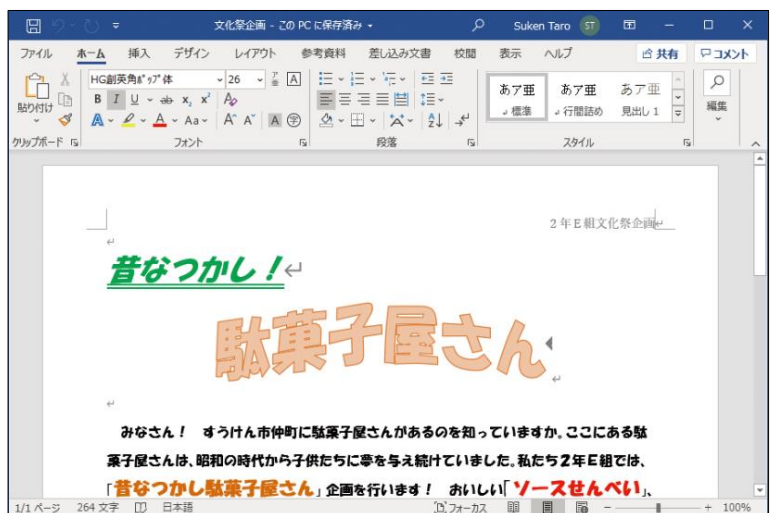 文化祭企画 - この PC に保存済み
Suken Taro ST
ファイル ホーム 挿入 デザイン レイアウト 参考資料 差し込み文書 校閲 表示 ヘルプ 共有 コメント
HG創英角ﾎﾟｯﾌﾟ体 26 A
あア亜 あア亜 あア亜
貼り付け B I U ab x₂ x² A
標準 行間詰め 見出し 1 編集
A A Aa A A A 字
クリップボード フォント 段落 スタイル
2年E組文化祭企画
昔なつかし！
駄菓子屋さん
みなさん！　すうけん市仲町に駄菓子屋さんがあるのを知っていますか。ここにある駄
菓子屋さんは、昭和の時代から子供たちに夢を与え続けていました。私たち2年E組では、
「昔なつかし駄菓子屋さん」企画を行います！　おいしい「ソースせんべい」、
1/1 ページ 264 文字 日本語 フォーカス 100%